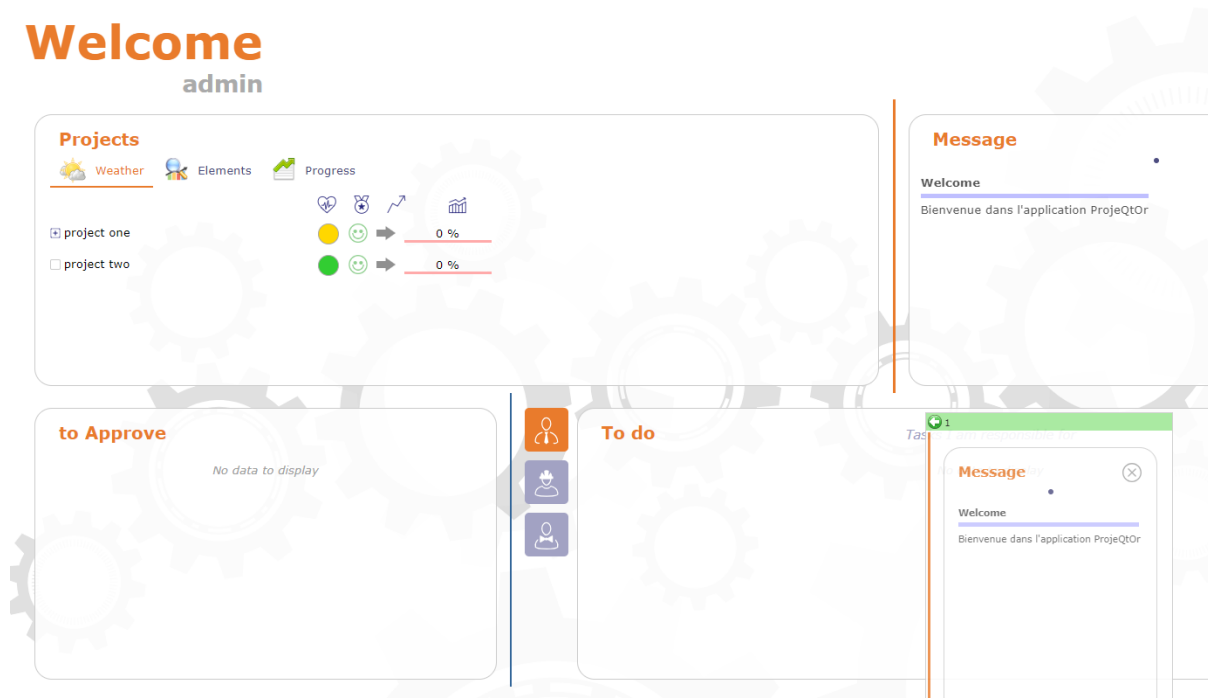 Welcome
admin
Projects
Weather Elements Progress
project one 0 %
project two 0 %
Message
Welcome
Bienvenue dans l'application ProjeQtOr
to Approve
No data to display
To do
1
Message
Welcome
Bienvenue dans l'application ProjeQtOr